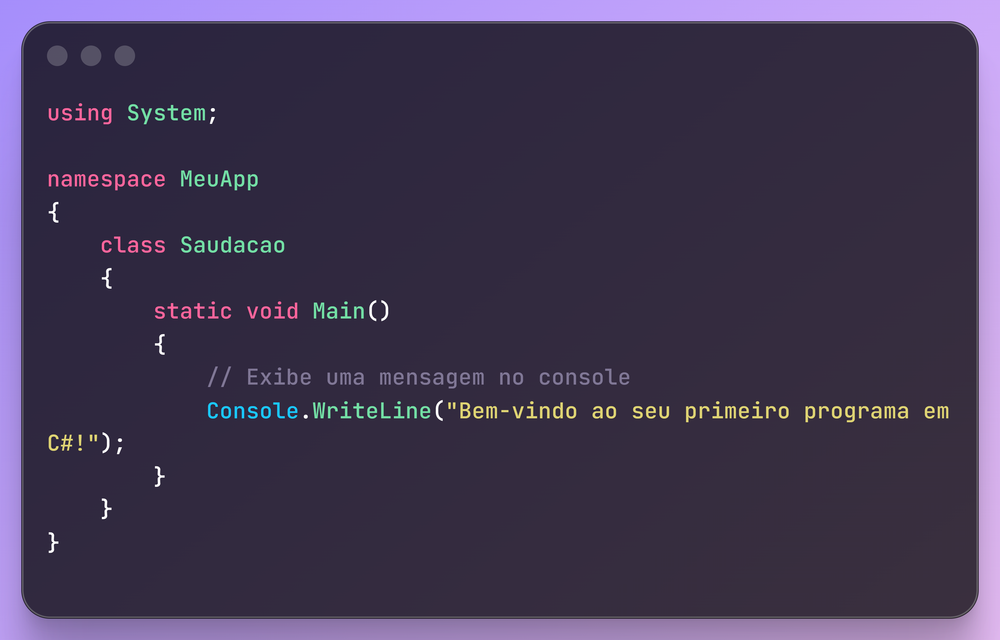 using System;

namespace MeuApp
{
    class Saudacao
    {
        static void Main()
        {
            // Exibe uma mensagem no console
            Console.WriteLine("Bem-vindo ao seu primeiro programa em
C#!");
        }
    }
}